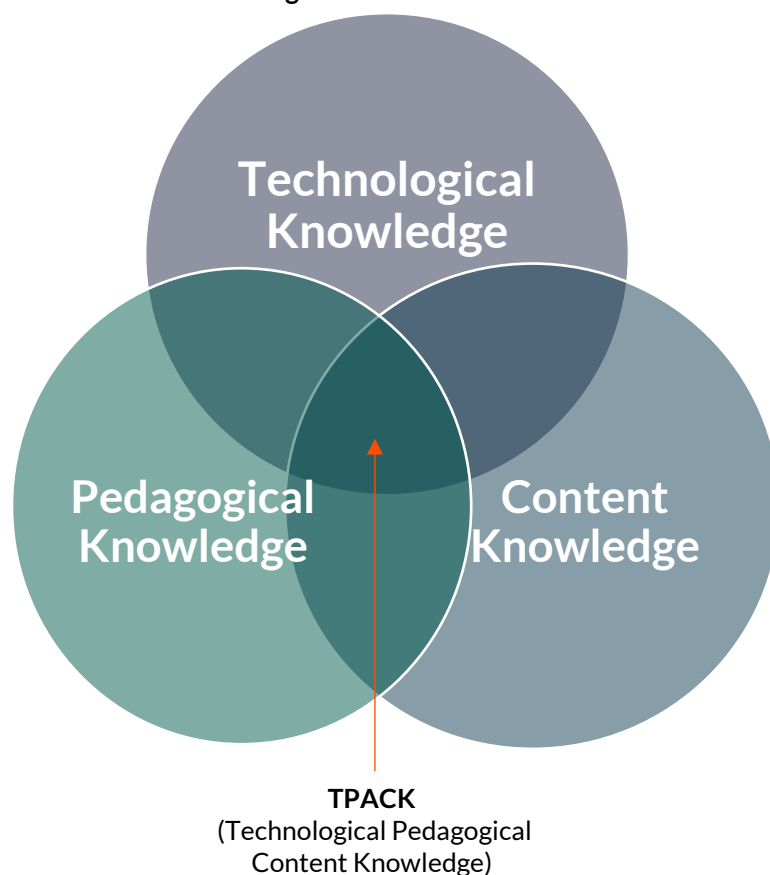 Technological
Knowledge
Pedagogical
Knowledge
Content
Knowledge
TPACK
(Technological Pedagogical
Content Knowledge)